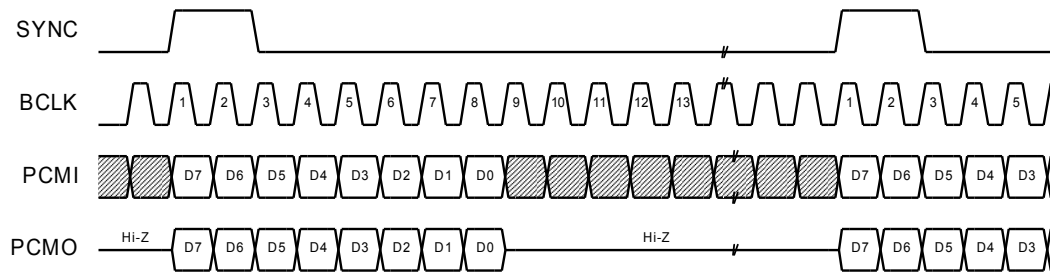 SYNC
BCLK 1 2 3 4 5 6 7 8 9 10 11 12 13 1 2 3 4 5
PCMI D7 D6 D5 D4 D3 D2 D1 D0 D7 D6 D5 D4 D3
PCMO Hi-Z D7 D6 D5 D4 D3 D2 D1 D0 Hi-Z D7 D6 D5 D4 D3